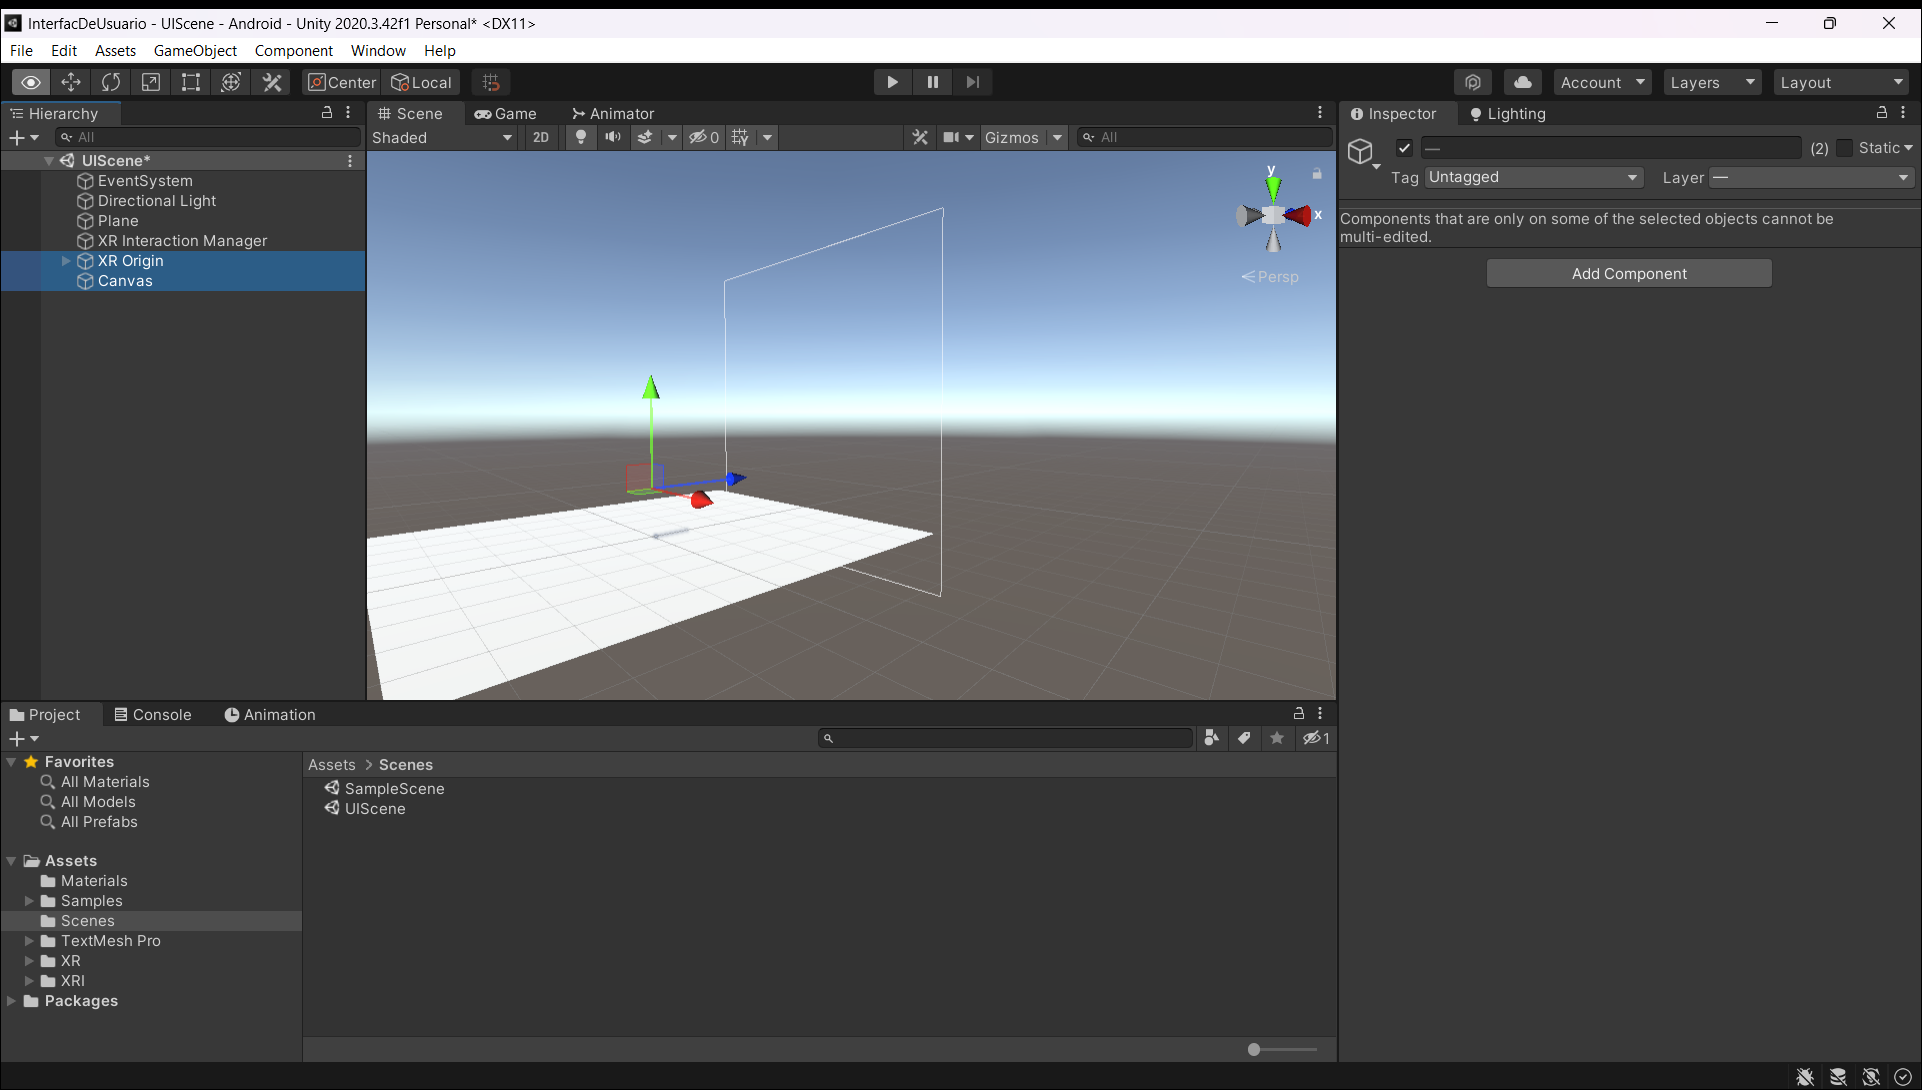 InterfacDeUsuario - UIScene - Android - Unity 2020.3.42f1 Personal* <DX11>
File Edit Assets GameObject Component Window Help
Center Local Account Layers Layout
Hierarchy
All
UIScene*
EventSystem
Directional Light
Plane
XR Interaction Manager
XR Origin
Canvas
Scene Game Animator
Shaded 2D 0 Gizmos All
y
x
Persp
Inspector Lighting
— (2) Static
Tag Untagged Layer —
Components that are only on some of the selected objects cannot be
multi-edited.
Add Component
Project Console Animation
1
Favorites
All Materials
All Models
All Prefabs
Assets
Materials
Samples
Scenes
TextMesh Pro
XR
XRI
Packages
Assets > Scenes
SampleScene
UIScene